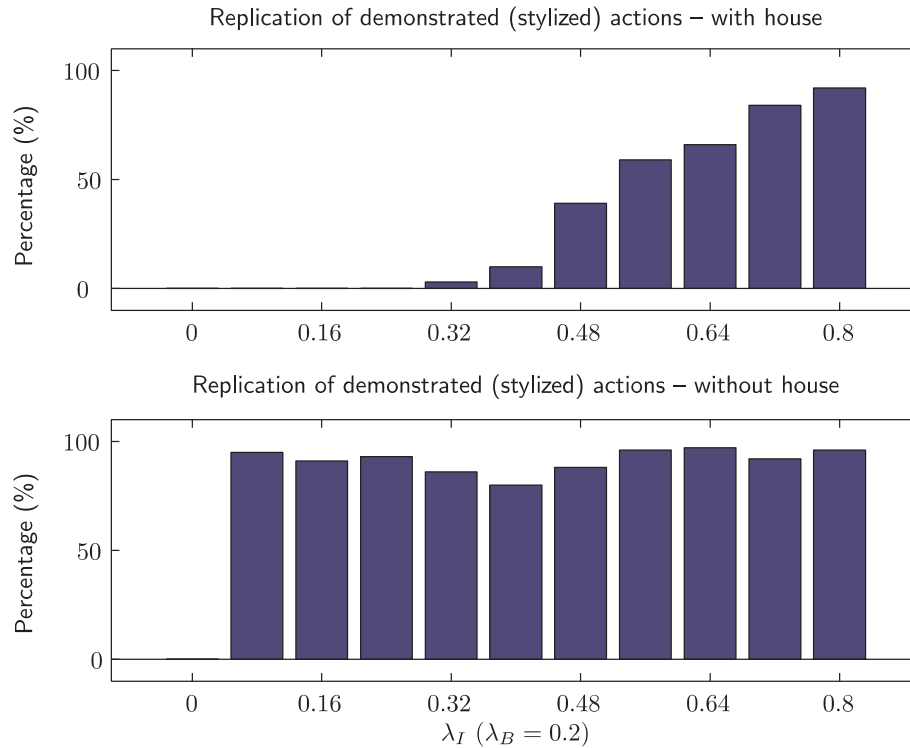 Replication of demonstrated (stylized) actions – with house
Percentage (%)
100
50
0
0 0.16 0.32 0.48 0.64 0.8
Replication of demonstrated (stylized) actions – without house
Percentage (%)
100
50
0
0 0.16 0.32 0.48 0.64 0.8
λ_I (λ_B = 0.2)